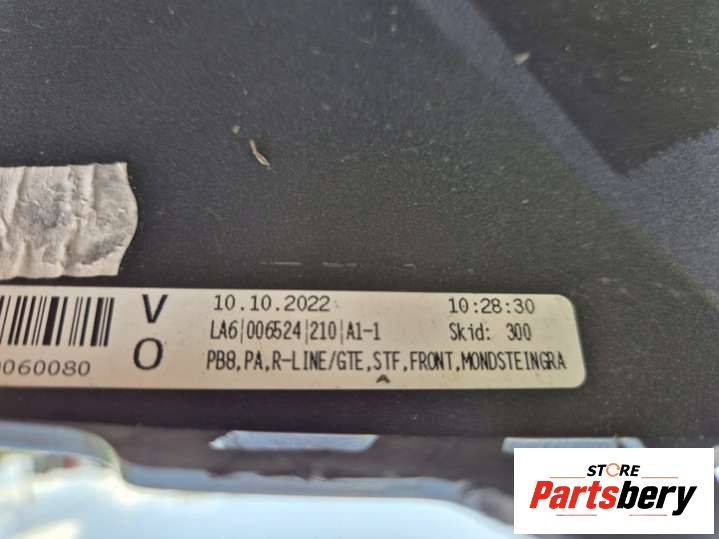 V 10.10.2022 10:28:30
LA6|006524|210|A1-1 Skid: 300
0060080 O PB8,PA,R-LINE/GTE,STF,FRONT,MONDSTEINGRA
STORE
Partsbery